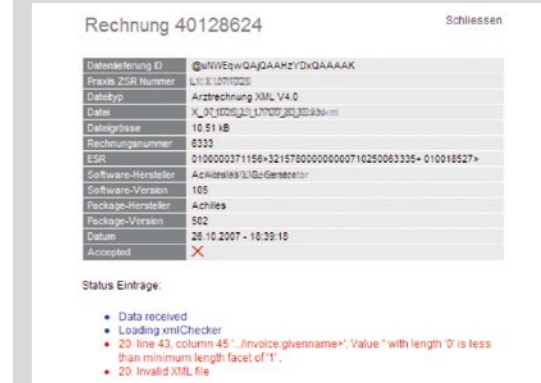 Rechnung 40128624
Schliessen
Datenlieferung ID @uNWEqwQAjQAAHzYDxQAAAAK
Praxis ZSR Nummer
Dateityp Arztrechnung XML V4.0
Datei
Dateigrösse 10.51 kB
Rechnungsnummer 6333
ESR 0100000371156>321578000000000710250063335+ 010018527>
Software-Hersteller
Software-Version 105
Package-Hersteller Achilles
Package-Version 502
Datum 26.10.2007 - 18:39:18
Accepted
Status Einträge:
Data received
Loading xmlChecker
20: line 43, column 45 '.../invoice:givenname>': Value '' with length '0' is less
than minimum length facet of '1' .
20: Invalid XML file